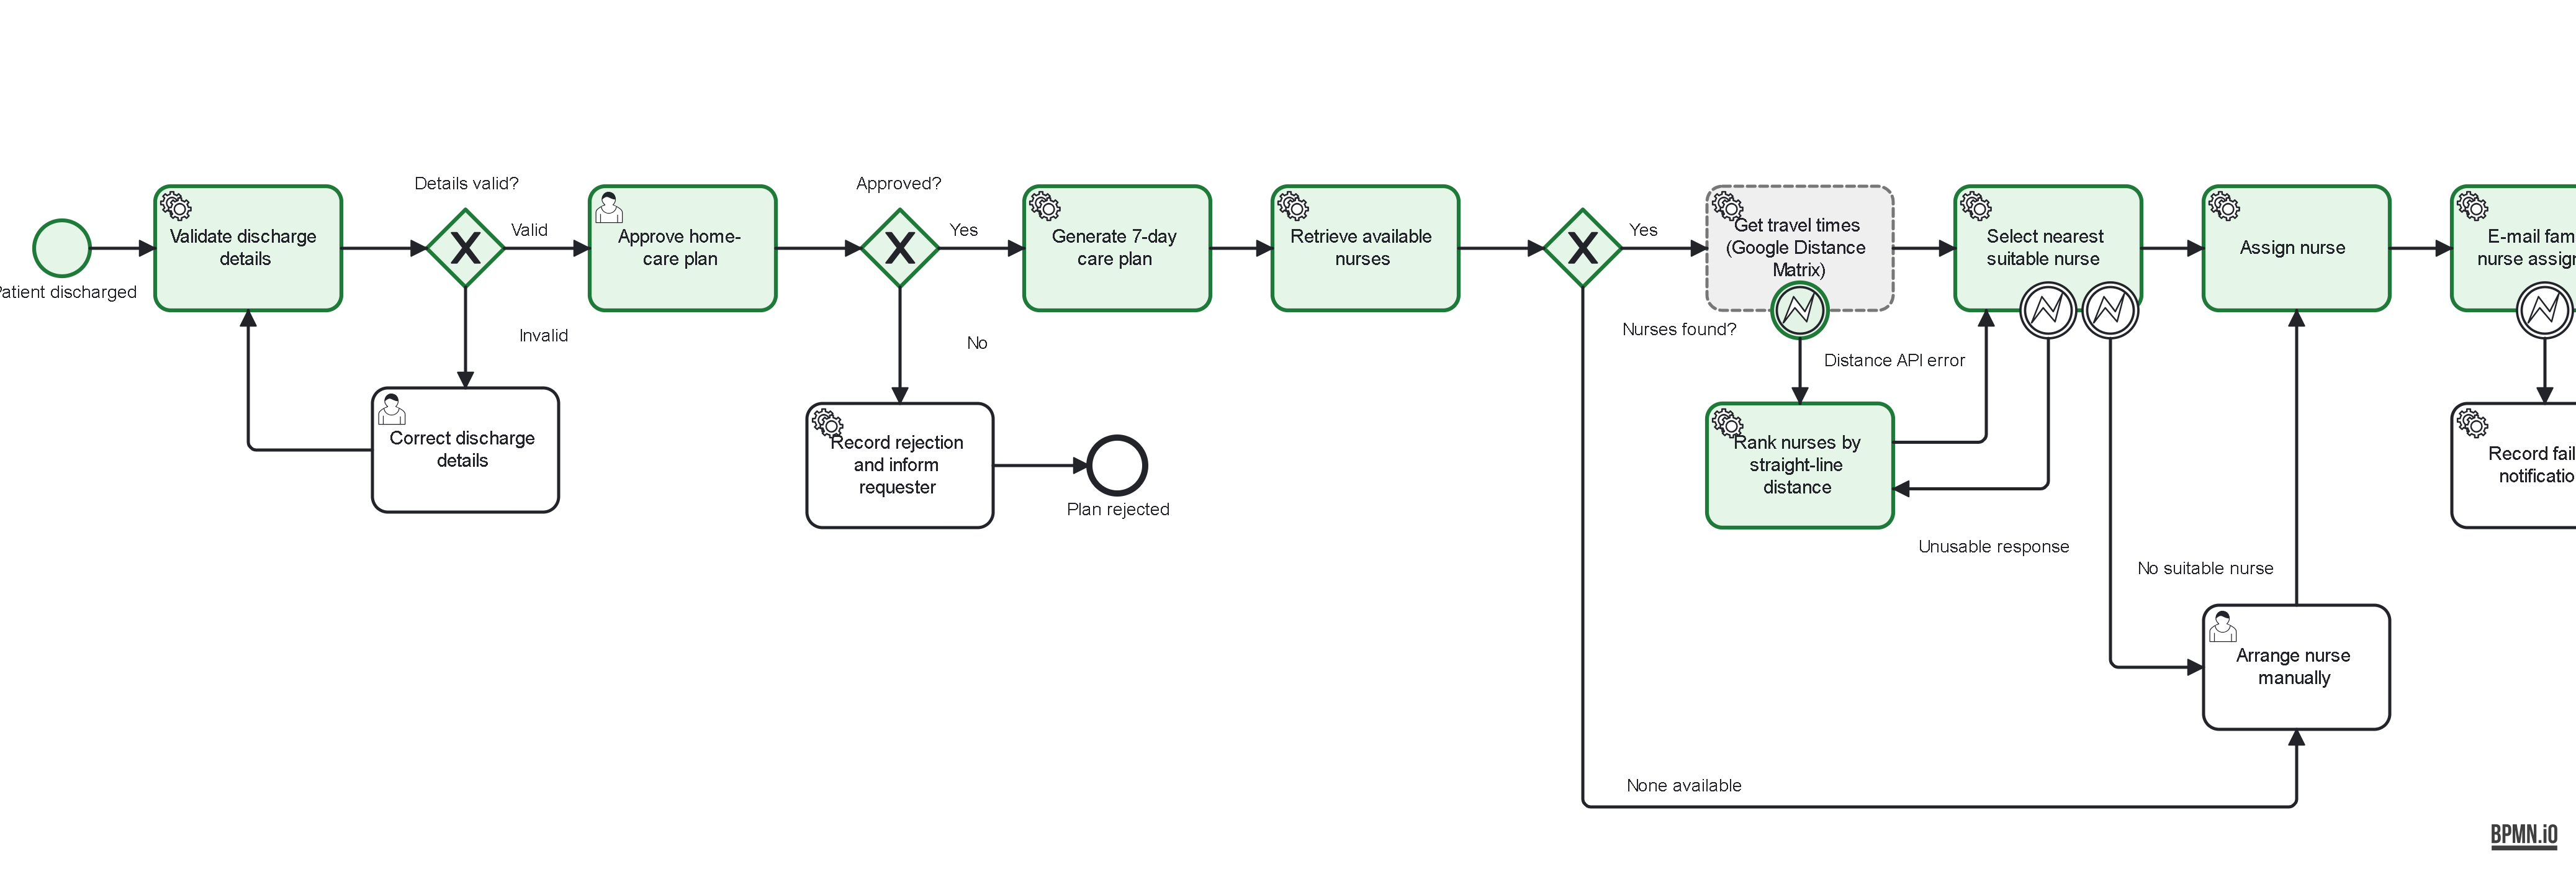 Details valid?
Approved?
Validate discharge
details
Valid
Approve home-
care plan
Yes
Generate 7-day
care plan
Retrieve available
nurses
Yes
Get travel times
(Google Distance
Matrix)
Select nearest
suitable nurse
Assign nurse
E-mail fam
nurse assign
Patient discharged
Invalid
No
Nurses found?
Distance API error
Correct discharge
details
Record rejection
and inform
requester
Plan rejected
Rank nurses by
straight-line
distance
Record fail
notificatio
Unusable response
No suitable nurse
Arrange nurse
manually
None available
BPMN.iO